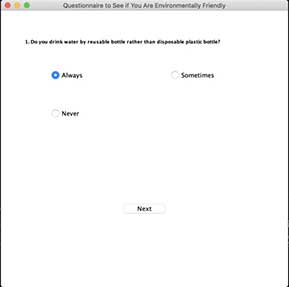 Questionnaire to See if You Are Environmentally Friendly
1. Do you drink water by reusable bottle rather than disposable plastic bottle?
Always
Sometimes
Never
Next